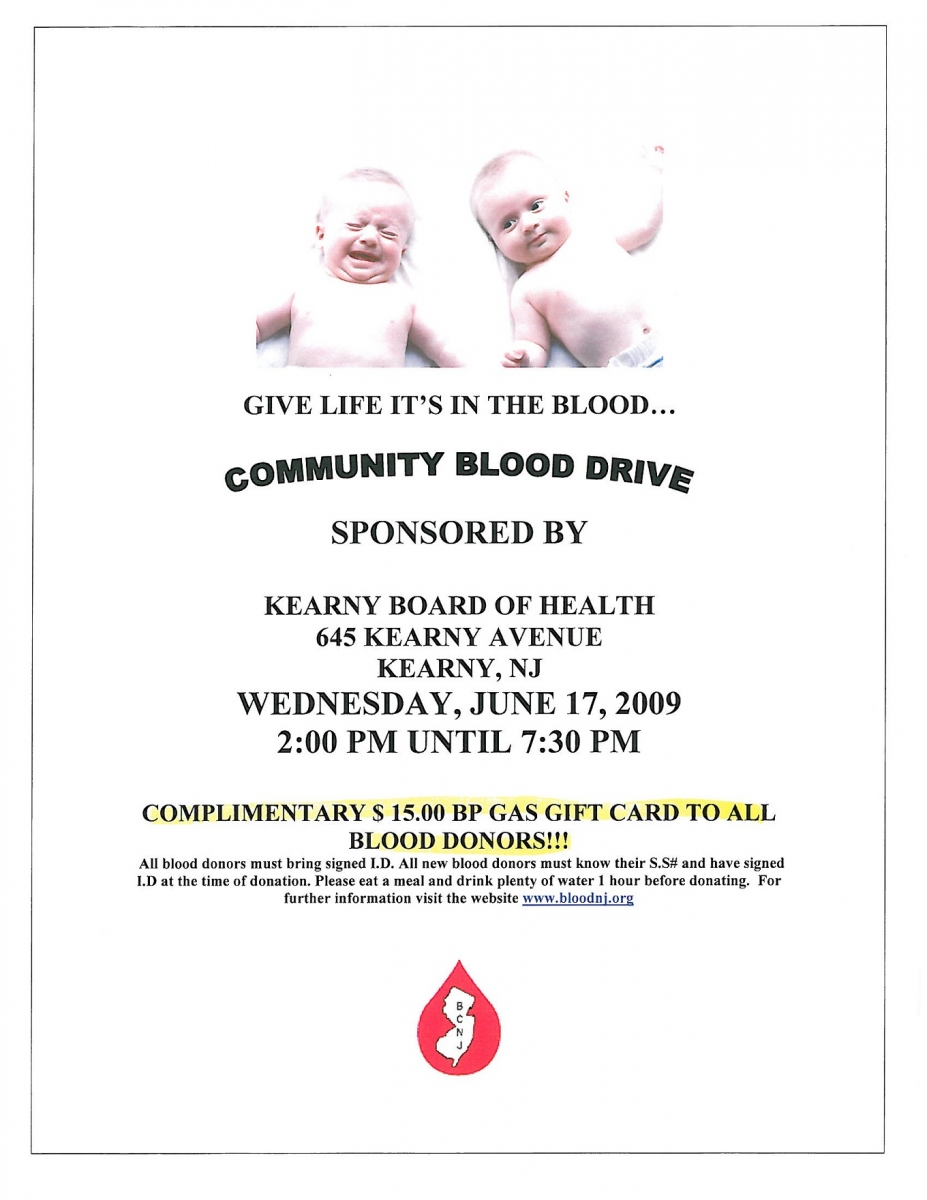 GIVE LIFE IT'S IN THE BLOOD…
COMMUNITY BLOOD DRIVE
SPONSORED BY
KEARNY BOARD OF HEALTH
645 KEARNY AVENUE
KEARNY, NJ
WEDNESDAY, JUNE 17, 2009
2:00 PM UNTIL 7:30 PM
COMPLIMENTARY $ 15.00 BP GAS GIFT CARD TO ALL
BLOOD DONORS!!!
All blood donors must bring signed I.D. All new blood donors must know their S.S# and have signed
I.D at the time of donation. Please eat a meal and drink plenty of water 1 hour before donating.  For
further information visit the website www.bloodnj.org
B
C
N
J